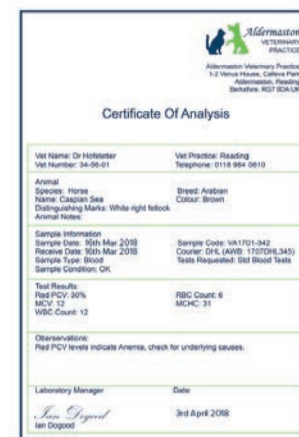 Aldermaston
VETERINARY
PRACTICE
Aldermaston Veterinary Practice
1-2 Venus House, Calleva Park
Aldermaston, Reading
Berkshire, RG7 8DA UK
Certificate Of Analysis
Vet Name: Dr Hofstetter Vet Practice: Reading
Vet Number: 34-56-01 Telephone: 0118 984 0610
Animal
Species: Horse Breed: Arabian
Name: Caspian Sea Colour: Brown
Distinguishing Marks: White right fetlock
Animal Notes:
Sample Information
Sample Date: 16th Mar 2018 Sample Code: VA1701-342
Receive Date: 16th Mar 2018 Courier: DHL (AWB: 1707DHL345)
Sample Type: Blood Tests Requested: Std Blood Tests
Sample Condition: OK
Test Results:
Red PCV: 30% RBC Count: 6
MCV: 12 MCHC: 31
WBC Count: 12
Oberservations:
Red PCV levels indicate Anemia, check for underlying causes.
Laboratory Manager Date:
Ian Dogood 3rd April 2018
Ian Dogood